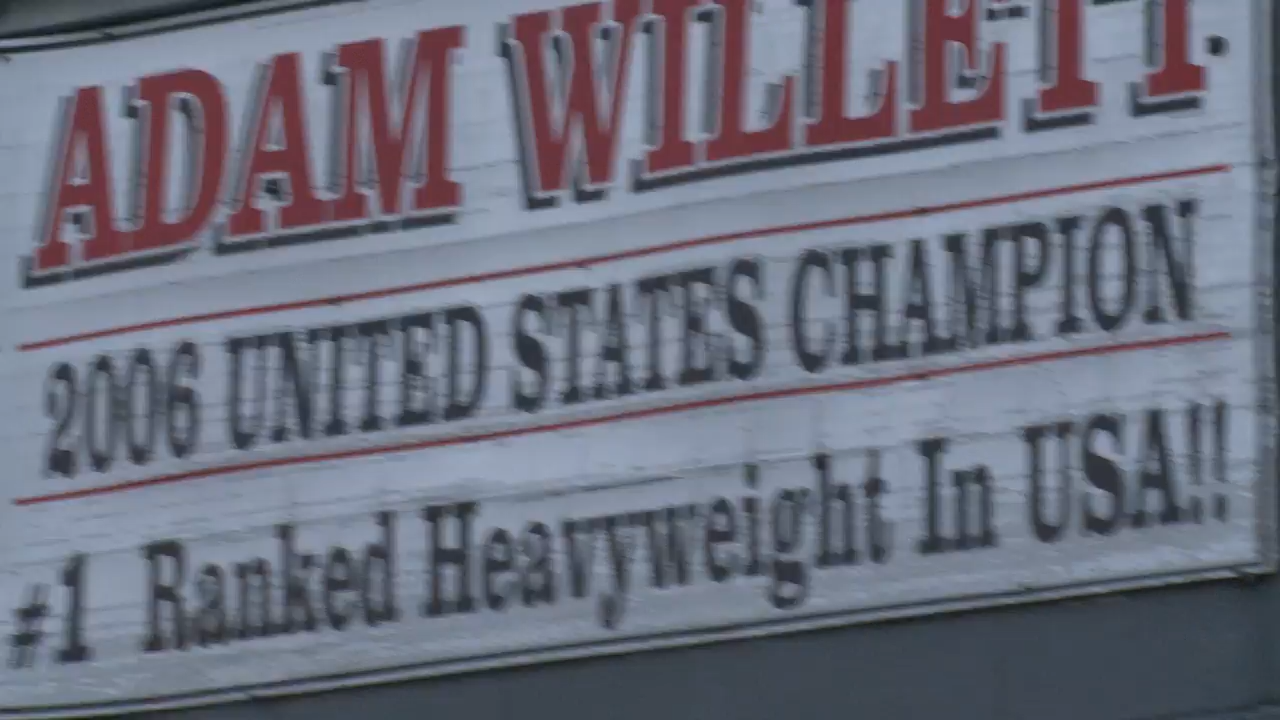 ADAM WILLETT.
2006 UNITED STATES CHAMPION
#1 Ranked Heavyweight In USA!!